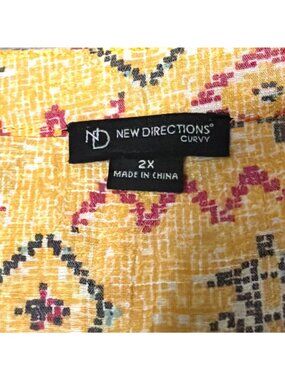 ND NEW DIRECTIONS®
CURVY
2X
MADE IN CHINA